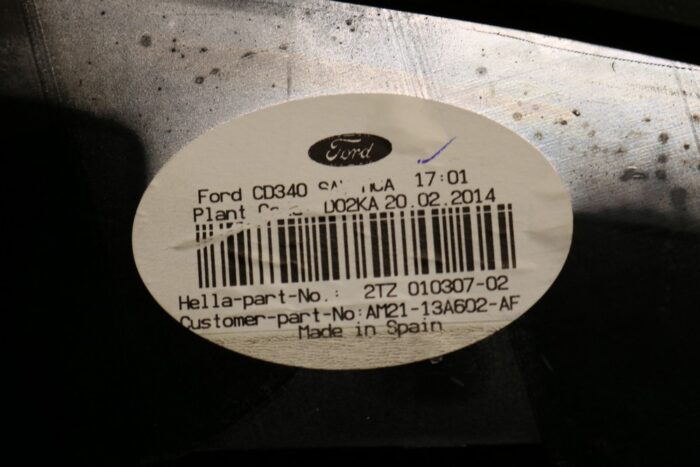 Ford
Ford CD340 17:01
Plant D02KA 20.02.2014
Hella-part-No.: 2TZ 010307-02
Customer-part-No:AM21-13A602-AF
Made in Spain